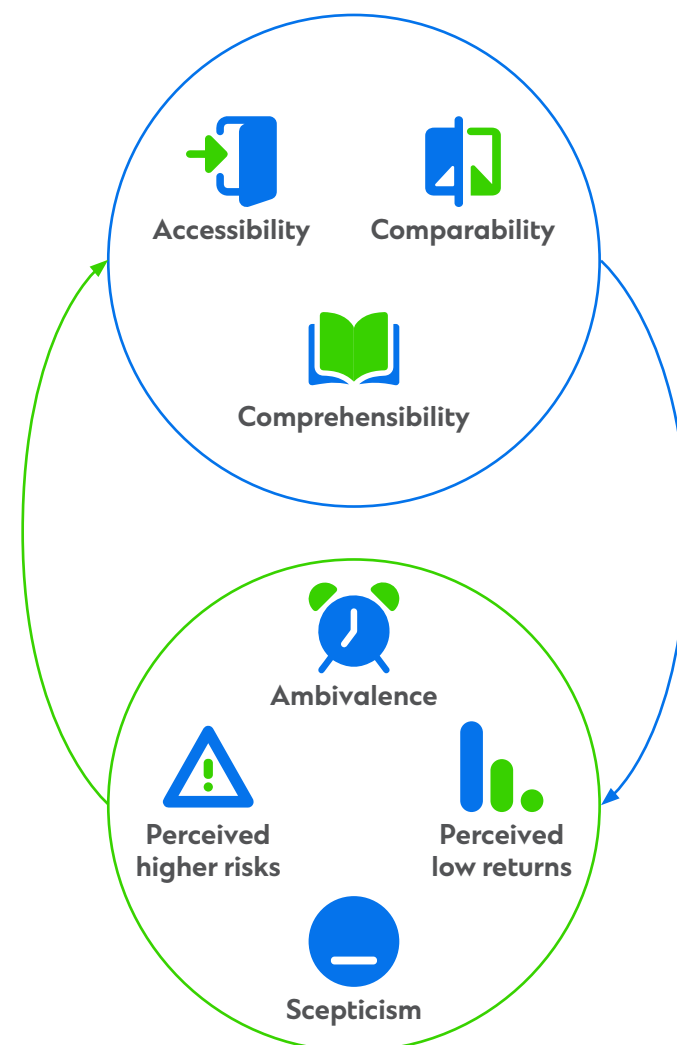 Accessibility
Comparability
Comprehensibility
Ambivalence
Perceived
higher risks
Perceived
low returns
Scepticism